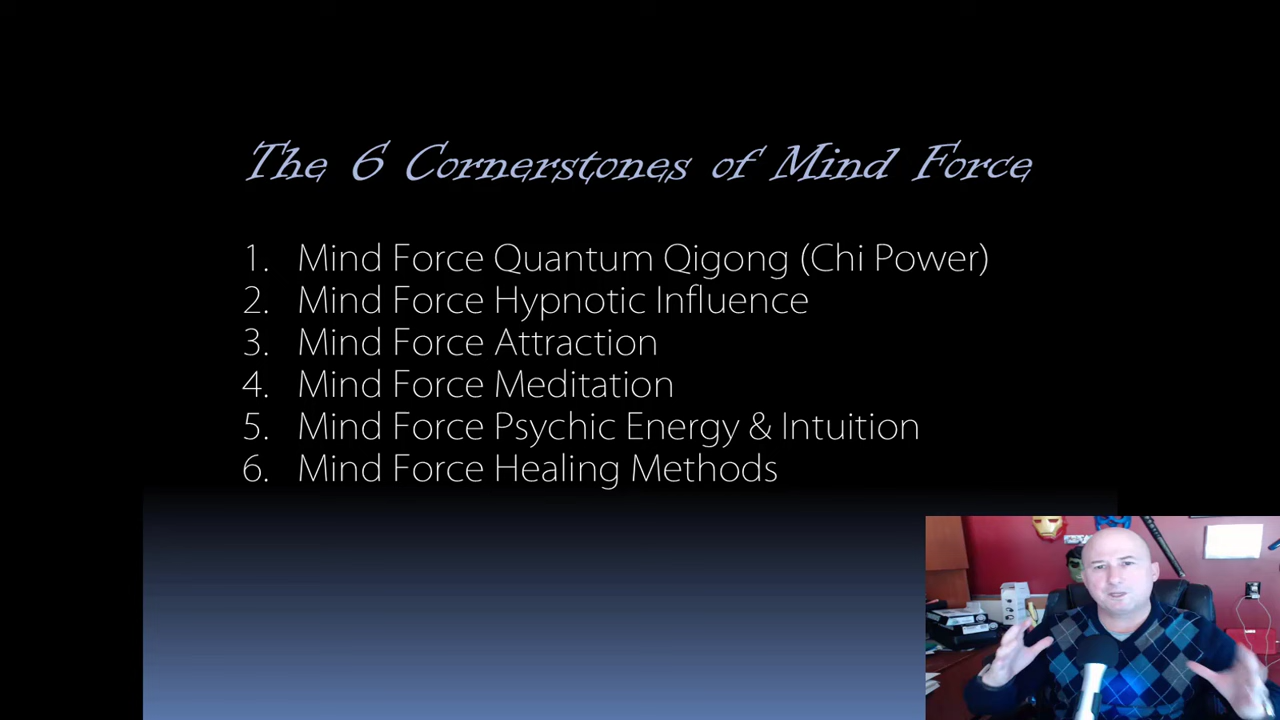 The 6 Cornerstones of Mind Force
1. Mind Force Quantum Qigong (Chi Power)
2. Mind Force Hypnotic Influence
3. Mind Force Attraction
4. Mind Force Meditation
5. Mind Force Psychic Energy & Intuition
6. Mind Force Healing Methods